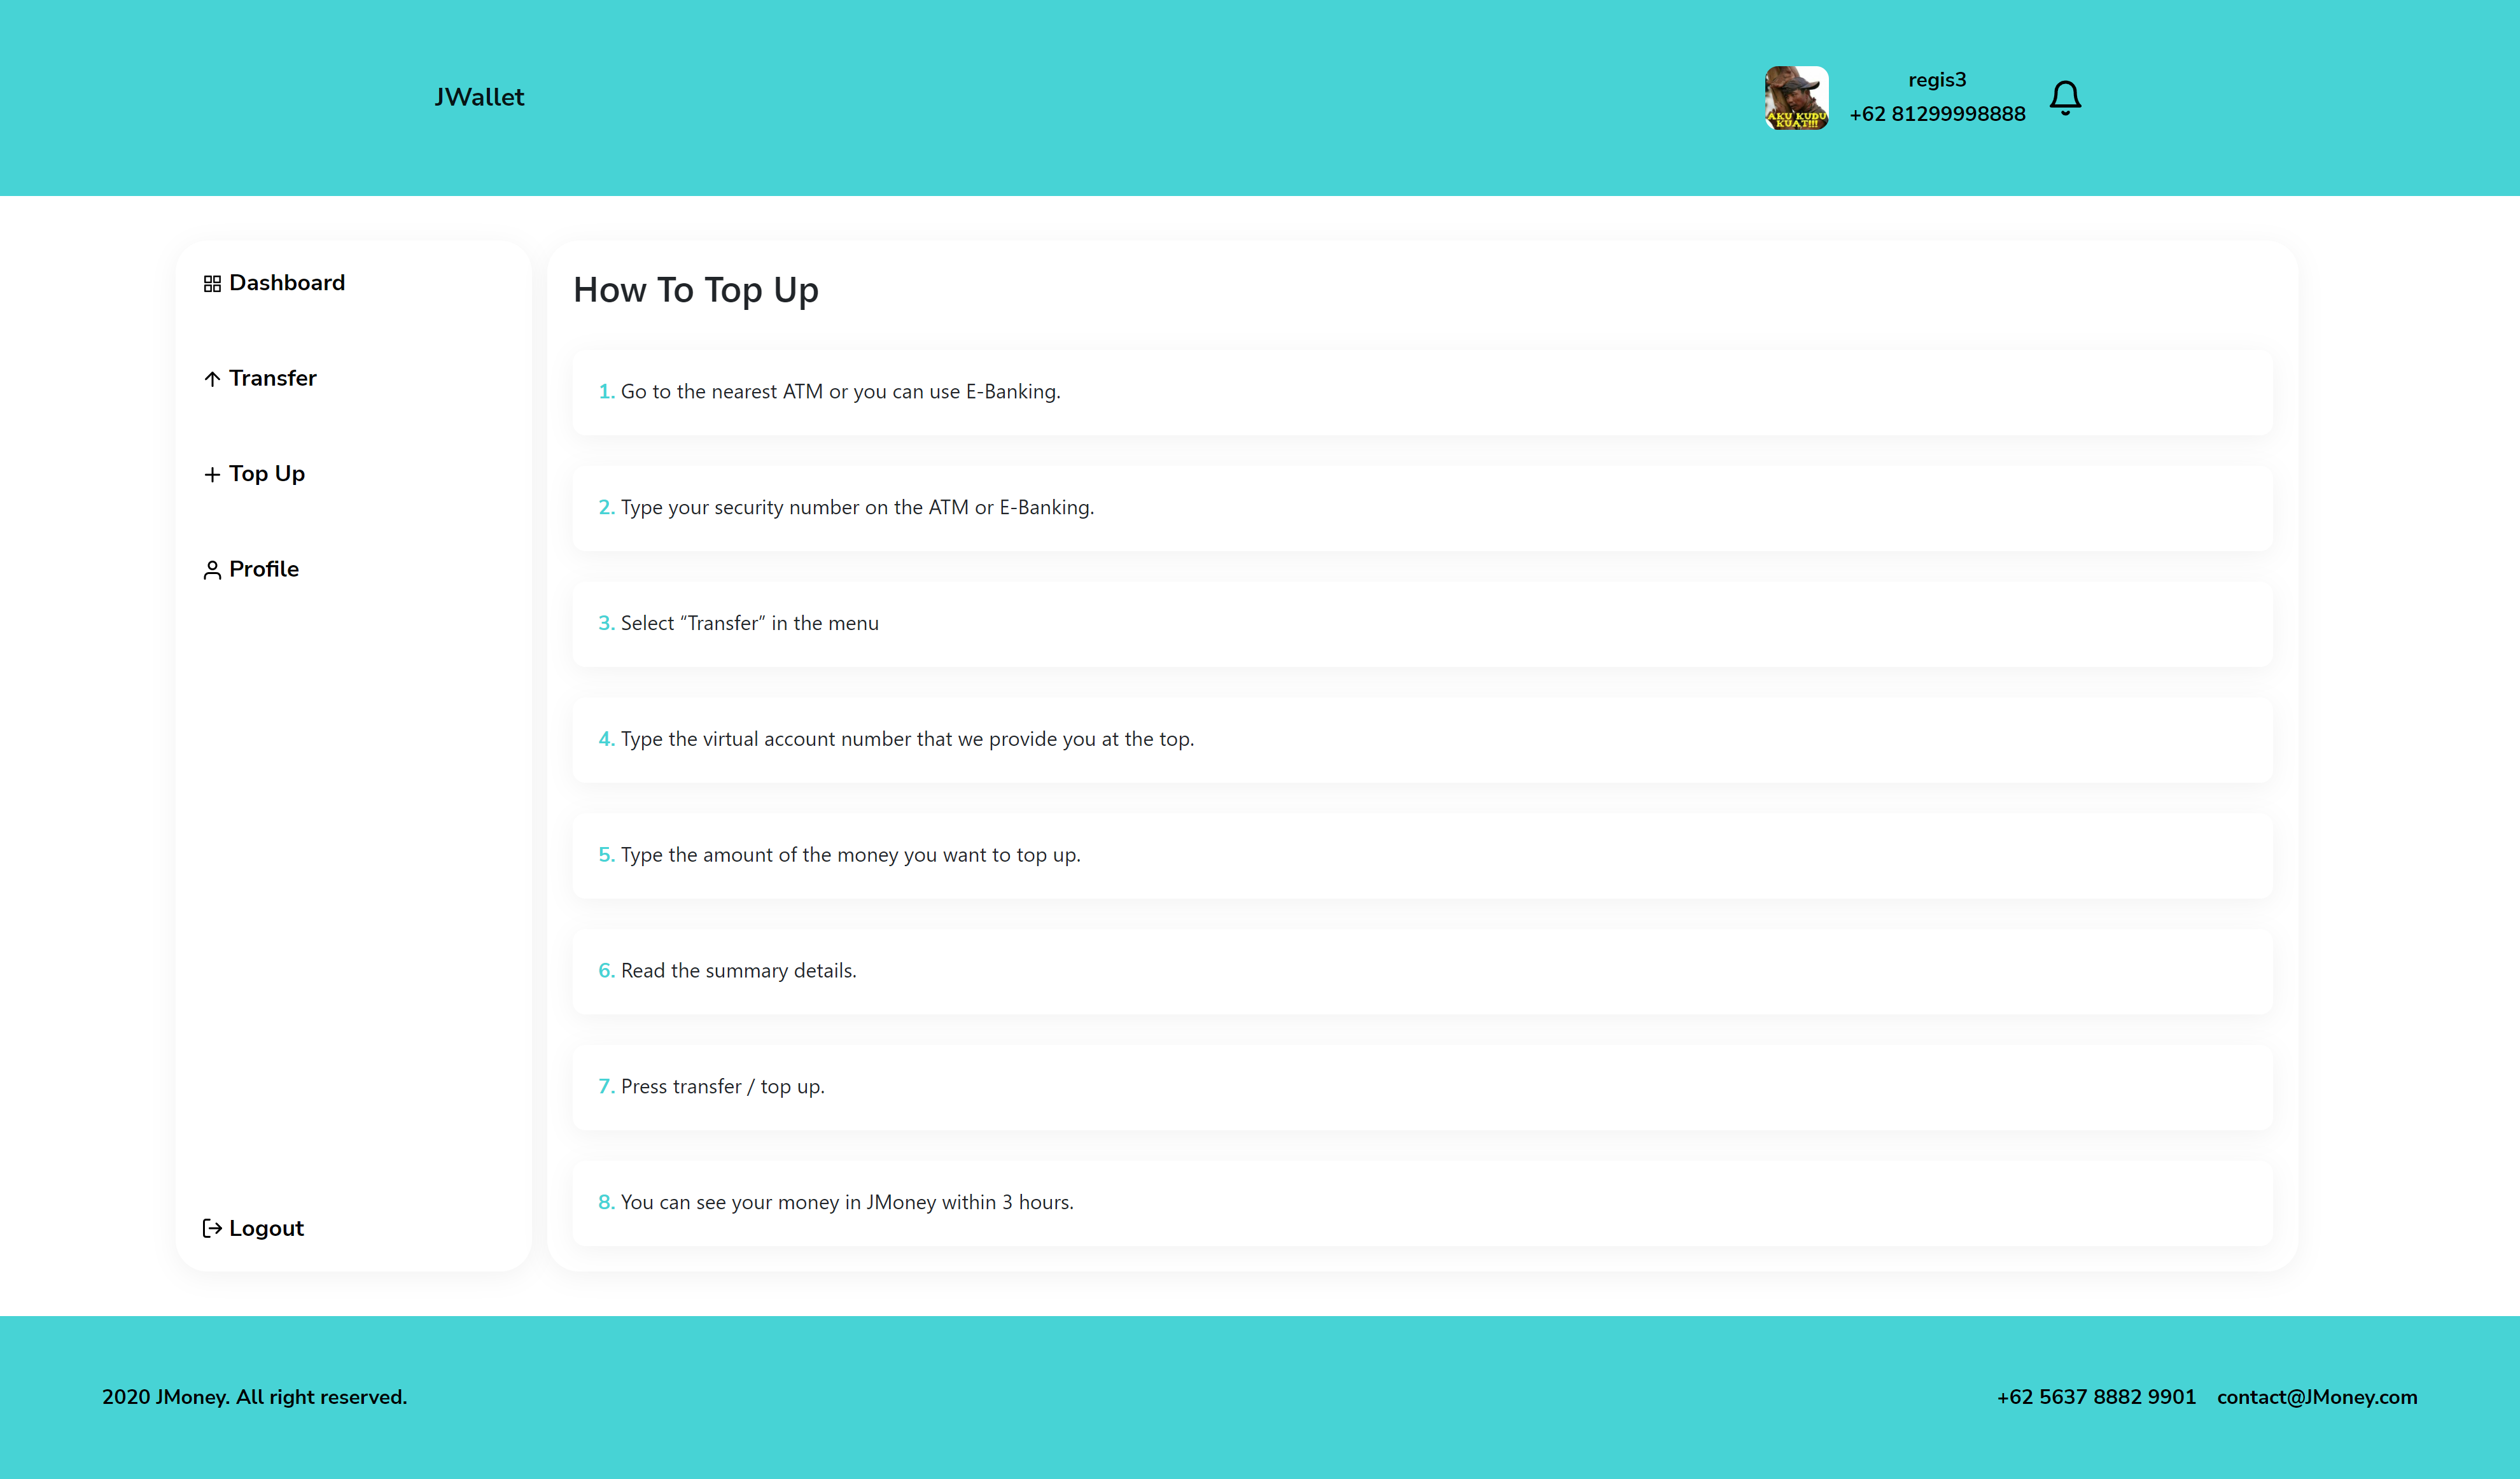 JWallet
AKU KUDU
KUAT!!!
regis3
+62 81299998888
Dashboard
Transfer
Top Up
Profile
Logout
How To Top Up
1. Go to the nearest ATM or you can use E-Banking.
2. Type your security number on the ATM or E-Banking.
3. Select “Transfer” in the menu
4. Type the virtual account number that we provide you at the top.
5. Type the amount of the money you want to top up.
6. Read the summary details.
7. Press transfer / top up.
8. You can see your money in JMoney within 3 hours.
2020 JMoney. All right reserved.
+62 5637 8882 9901 contact@JMoney.com